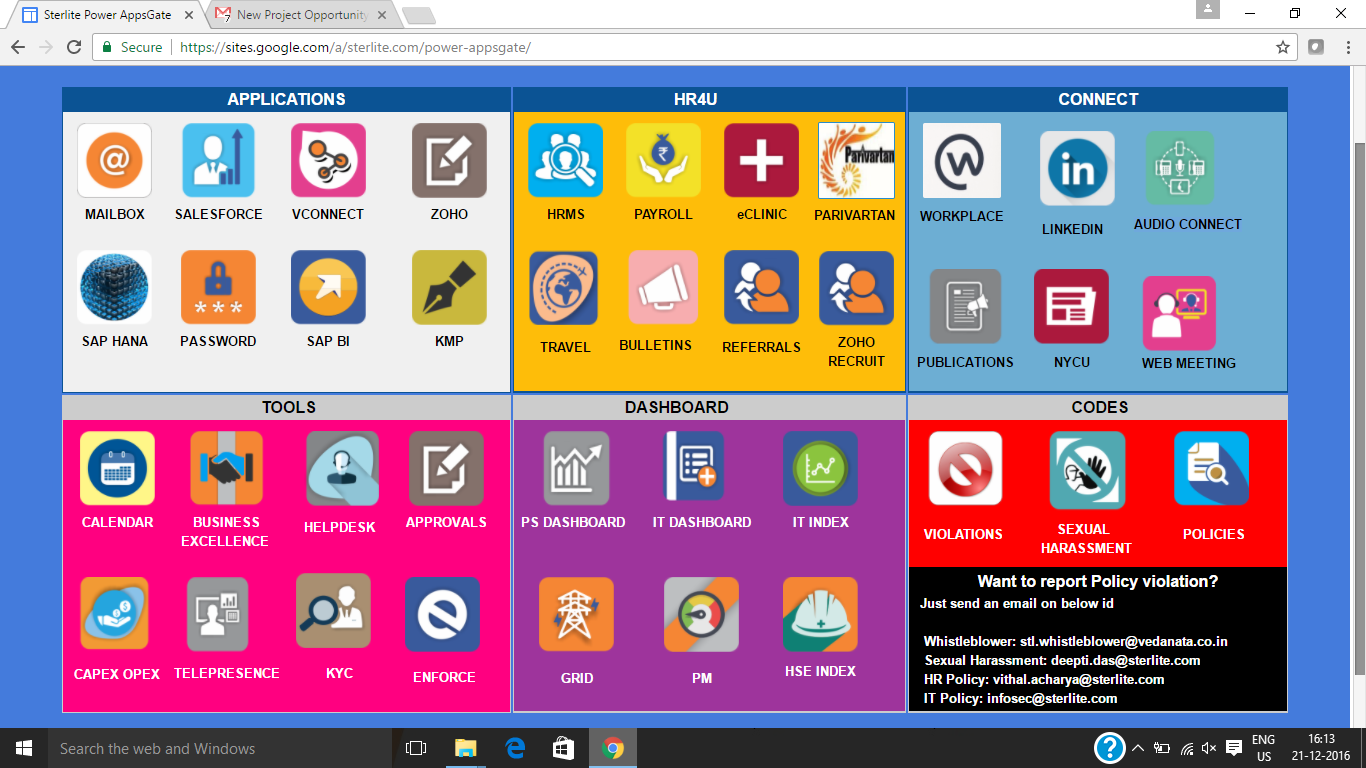 Sterlite Power AppsGate
New Project Opportunity
Secure
https://sites.google.com/a/sterlite.com/power-appsgate/
APPLICATIONS
MAILBOX SALESFORCE VCONNECT ZOHO
SAP HANA PASSWORD SAP BI KMP
HR4U
HRMS PAYROLL eCLINIC PARIVARTAN
Parivartan
TRAVEL BULLETINS REFERRALS ZOHO
RECRUIT
CONNECT
WORKPLACE LINKEDIN AUDIO CONNECT
in
PUBLICATIONS NYCU WEB MEETING
TOOLS
CALENDAR BUSINESS HELPDESK APPROVALS
EXCELLENCE
CAPEX OPEX TELEPRESENCE KYC ENFORCE
DASHBOARD
PS DASHBOARD IT DASHBOARD IT INDEX
GRID PM HSE INDEX
CODES
VIOLATIONS SEXUAL POLICIES
HARASSMENT
Want to report Policy violation?
Just send an email on below id
Whistleblower: stl.whistleblower@vedanata.co.in
Sexual Harassment: deepti.das@sterlite.com
HR Policy: vithal.acharya@sterlite.com
IT Policy: infosec@sterlite.com
Search the web and Windows
ENG
US
16:13
21-12-2016